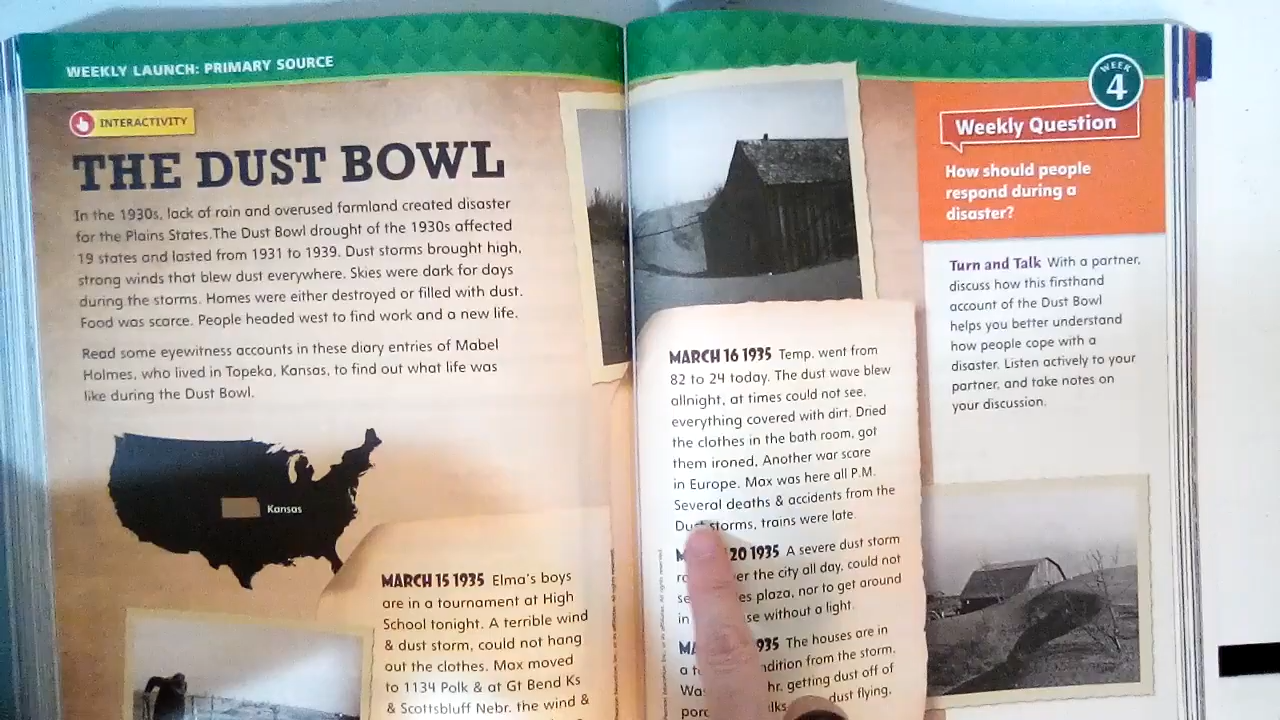 WEEKLY LAUNCH: PRIMARY SOURCE
INTERACTIVITY
THE DUST BOWL
In the 1930s, lack of rain and overused farmland created disaster
for the Plains States. The Dust Bowl drought of the 1930s affected
19 states and lasted from 1931 to 1939. Dust storms brought high,
strong winds that blew dust everywhere. Skies were dark for days
during the storms. Homes were either destroyed or filled with dust.
Food was scarce. People headed west to find work and a new life.
Read some eyewitness accounts in these diary entries of Mabel
Holmes, who lived in Topeka, Kansas, to find out what life was
like during the Dust Bowl.
Kansas
MARCH 15 1935 Elma's boys
are in a tournament at High
School tonight. A terrible wind
& dust storm, could not hang
out the clothes. Max moved
to 1134 Polk & at Gt Bend Ks
& Scottsbluff Nebr. the wind &
MARCH 16 1935 Temp. went from
82 to 24 today. The dust wave blew
allnight, at times could not see,
everything covered with dirt. Dried
the clothes in the bath room, got
them ironed, Another war scare
in Europe. Max was here all P.M.
Several deaths & accidents from the
Dust storms, trains were late.
20 1935 A severe dust storm
the city all day, could not
plaza, nor to get around
in without a light.
1935 The houses are in
from the storm.
getting dust off of
dust flying.
WEEK
4
Weekly Question
How should people
respond during a
disaster?
Turn and Talk With a partner,
discuss how this firsthand
account of the Dust Bowl
helps you better understand
how people cope with a
disaster. Listen actively to your
partner, and take notes on
your discussion.